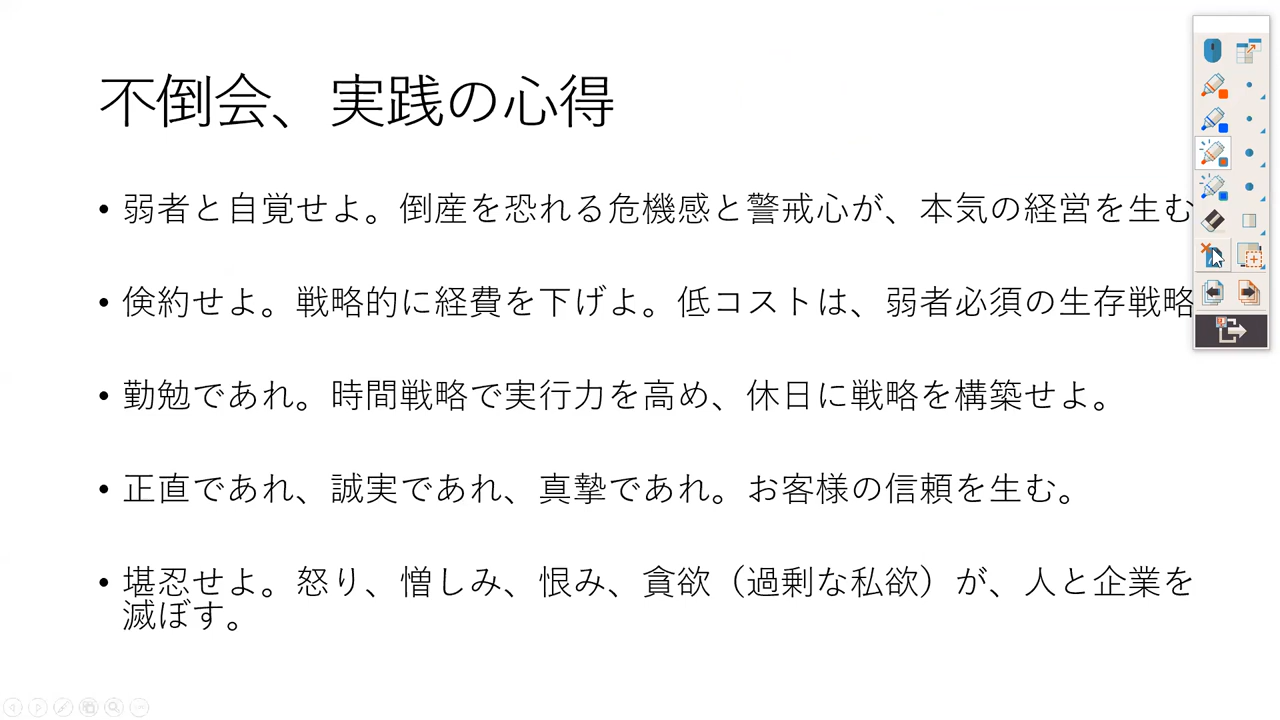 不倒会、実践の心得
• 弱者と自覚せよ。倒産を恐れる危機感と警戒心が、本気の経営を生む
• 倹約せよ。戦略的に経費を下げよ。低コストは、弱者必須の生存戦略
• 勤勉であれ。時間戦略で実行力を高め、休日に戦略を構築せよ。
• 正直であれ、誠実であれ、真摯であれ。お客様の信頼を生む。
• 堪忍せよ。怒り、憎しみ、恨み、貪欲（過剰な私欲）が、人と企業を
滅ぼす。